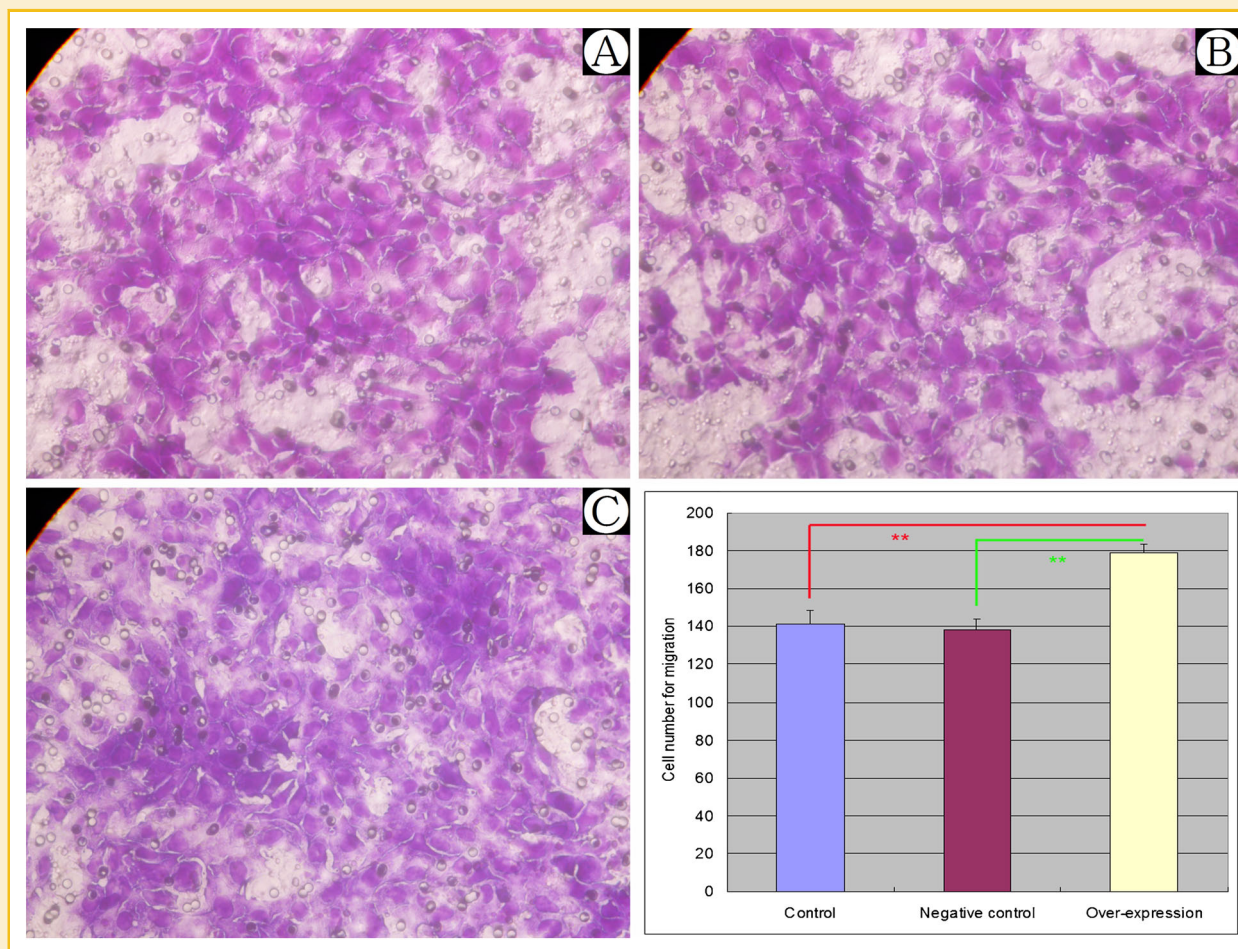 A
B
C
200
180
160
140
120
100
80
60
40
20
0
Cell number for migration
**
**
Control Negative control Over-expression